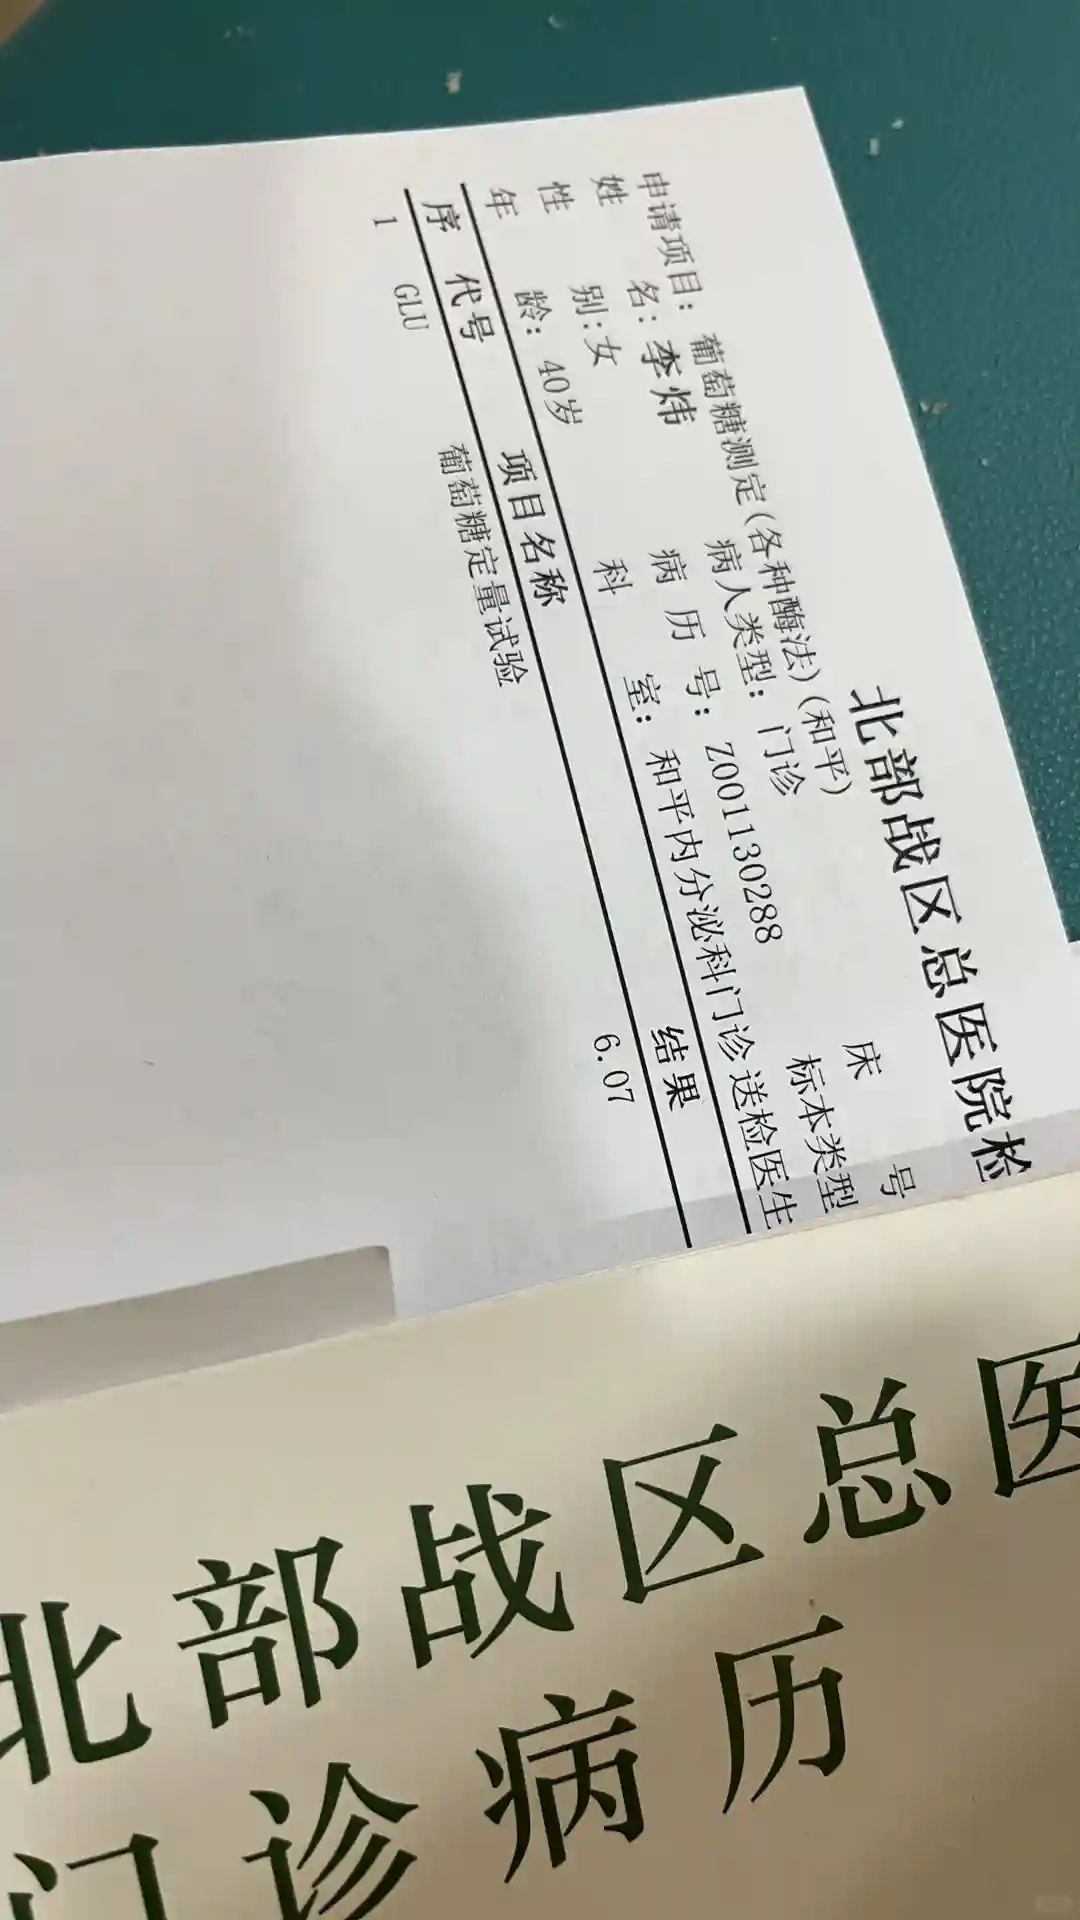 北部战区总医院检
申请项目: 葡萄糖测定(各种酶法)(和平)
姓 名: 李炜 病人类型: 门诊 床 号
性 别:女 病 历 号: Z001130288 标本类型
年 龄: 40岁 科 室: 和平内分泌科门诊 送检医生
序 代号 项目名称 结果
1 GLU 葡萄糖定量试验 6.07
北部战区总医
门诊病历